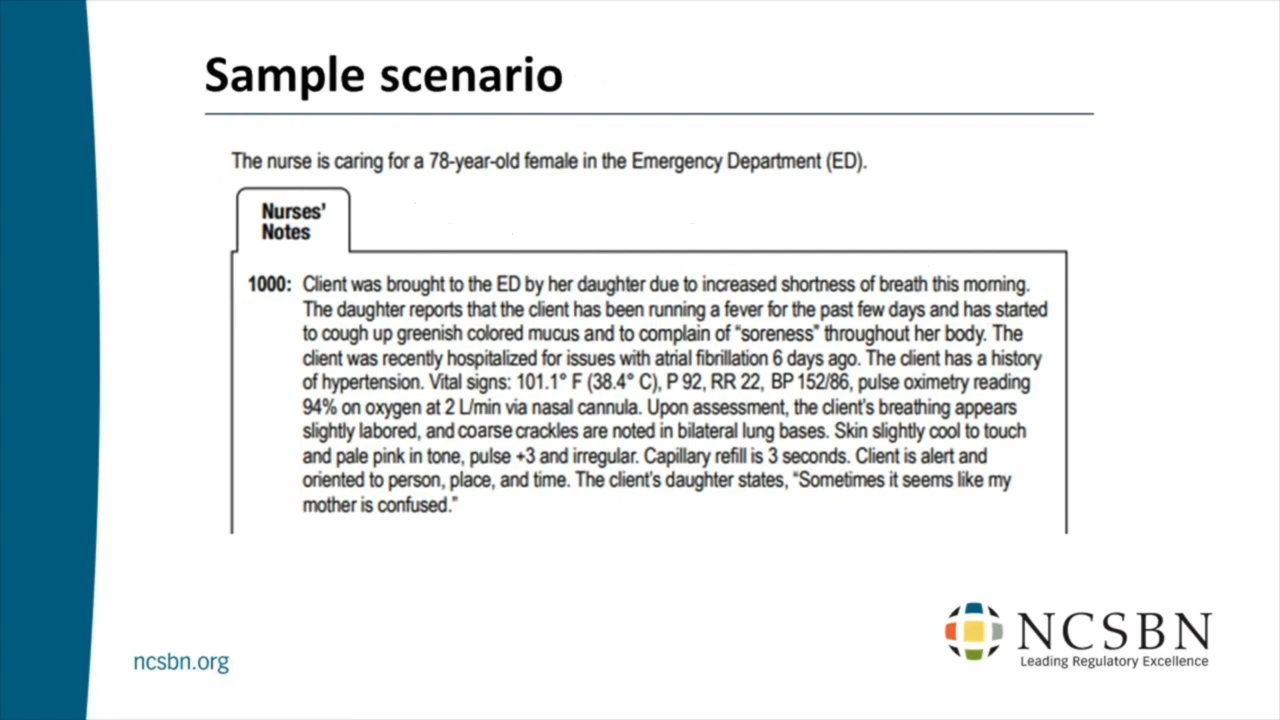 Sample scenario
The nurse is caring for a 78-year-old female in the Emergency Department (ED).
Nurses'
Notes
1000: Client was brought to the ED by her daughter due to increased shortness of breath this morning.
The daughter reports that the client has been running a fever for the past few days and has started
to cough up greenish colored mucus and to complain of “soreness” throughout her body. The
client was recently hospitalized for issues with atrial fibrillation 6 days ago. The client has a history
of hypertension. Vital signs: 101.1° F (38.4° C), P 92, RR 22, BP 152/86, pulse oximetry reading
94% on oxygen at 2 L/min via nasal cannula. Upon assessment, the client's breathing appears
slightly labored, and coarse crackles are noted in bilateral lung bases. Skin slightly cool to touch
and pale pink in tone, pulse +3 and irregular. Capillary refill is 3 seconds. Client is alert and
oriented to person, place, and time. The client's daughter states, “Sometimes it seems like my
mother is confused.”
NCSBN
Leading Regulatory Excellence
ncsbn.org